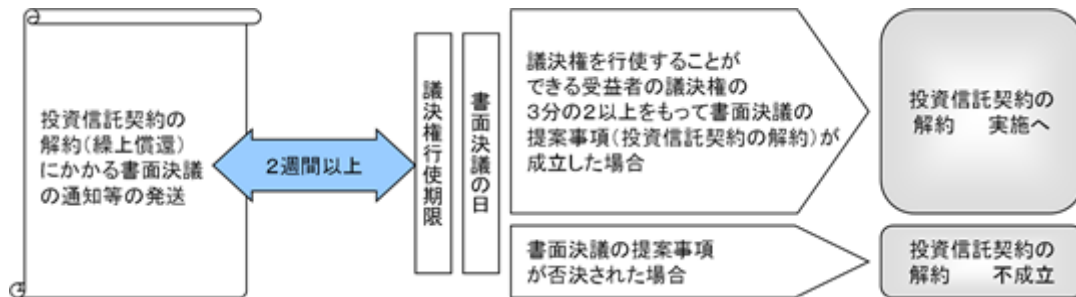 投資信託契約の
解約(繰上償還)
にかかる書面決議
の通知等の発送
２週間以上
議決権行使期限
書面決議の日
議決権を行使することが
できる受益者の議決権の
３分の２以上をもって書面決議の
提案事項(投資信託契約の解約)が
成立した場合
投資信託契約の
解約　　実施へ
書面決議の提案事項
が否決された場合
投資信託契約の
解約　　不成立